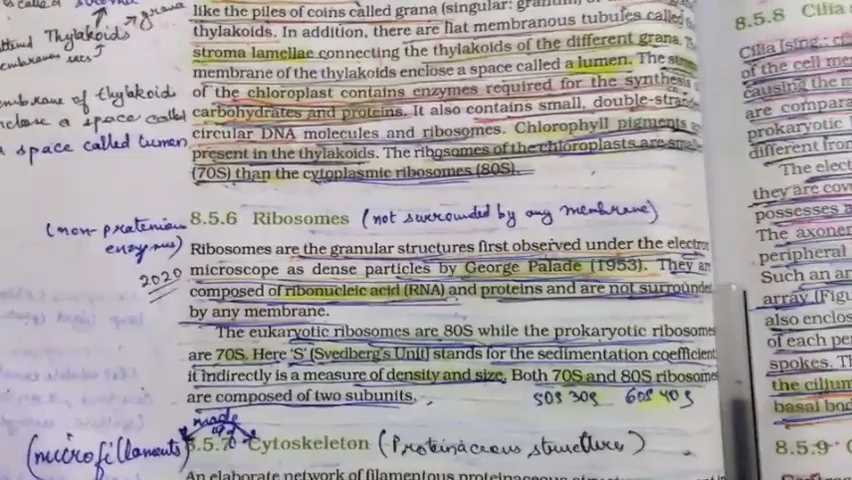 like the piles of coins called grana (singular: granum)
thylakoids. In addition, there are flat membranous tubules called
stroma lamellae connecting the thylakoids of the different grana.
membrane of the thylakoids enclose a space called a lumen. The
of the chloroplast contains enzymes required for the synthesis
carbohydrates and proteins. It also contains small, double-
circular DNA molecules and ribosomes. Chlorophyll pigments
present in the thylakoids. The ribosomes of the chloroplasts are
(70S) than the cytoplasmic ribosomes (80S).
Thylakoids → grana
membrane of thylakoid
enclose a space called
a space called lumen
8.5.6 Ribosomes (not surrounded by any membrane)
enzymes)
Ribosomes are the granular structures first observed under the electron
2020
microscope as dense particles by George Palade (1953). They
composed of ribonucleic acid (RNA) and proteins and are not
by any membrane.
The eukaryotic ribosomes are 80S while the prokaryotic ribosomes
are 70S. Here 'S' (Svedberg's Unit) stands for the sedimentation coefficient
it indirectly is a measure of density and size. Both 70S and 80S ribosomes
are composed of two subunits. 50S 30S 60S 40S
made
(microfillaments) 8.5.7 Cytoskeleton (Proteinaceous structure)
An elaborate network of filamentous proteinaceous
8.5.8 Cilia
Cilia (sing.:
of the cell
causing the
are compara
prokaryotic
different from
The elect
they are cov
possesses a
The axonem
peripheral
Such an ar
array (Figu
also enclos
of each per
spokes. T
the cilium
basal bod
8.5.9